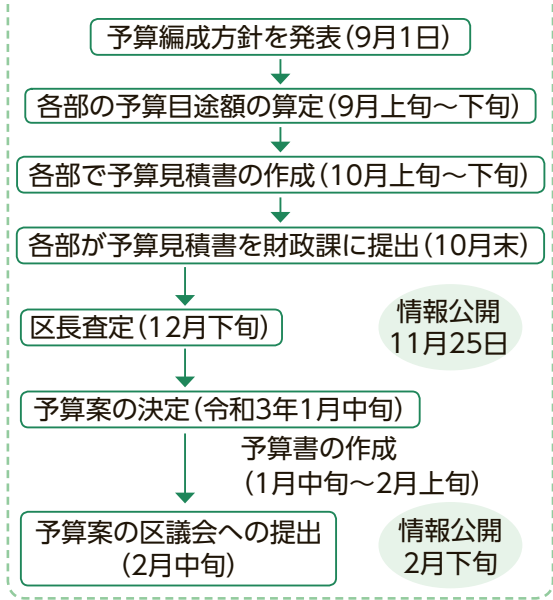 予算編成方針を発表(9月1日)
各部の予算目途額の算定(9月上旬～下旬)
各部で予算見積書の作成(10月上旬～下旬)
各部が予算見積書を財政課に提出(10月末)
区長査定(12月下旬)
情報公開
11月25日
予算案の決定(令和3年1月中旬)
予算書の作成
(1月中旬～2月上旬)
予算案の区議会への提出
(2月中旬)
情報公開
2月下旬